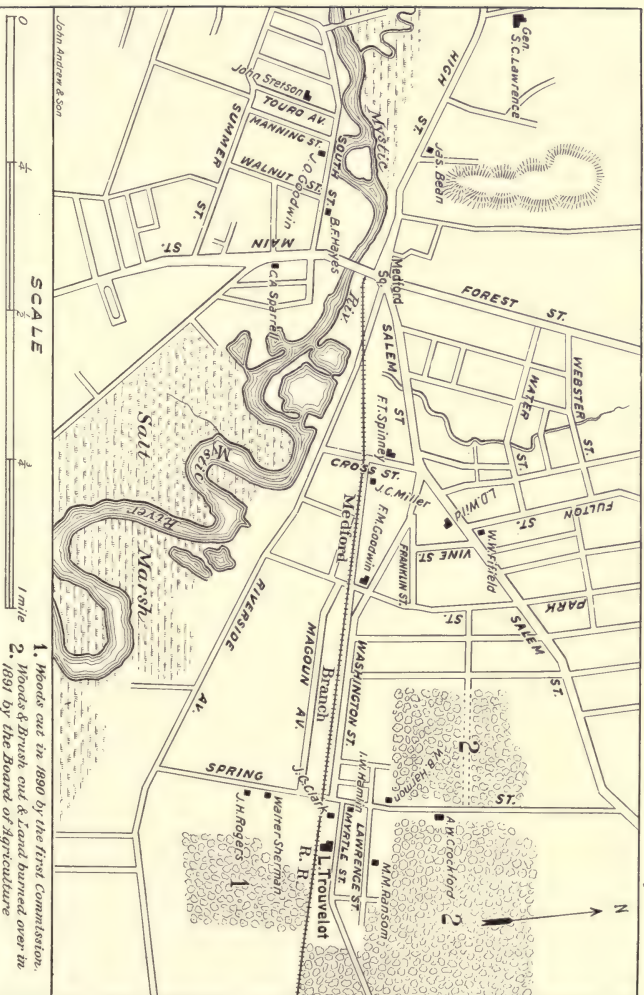 Gen.
S.C. Lawrence
HIGH
ST.
Jas. Bean
Mystic
John Stetson
TOURO AV.
MANNING ST.
J.O. Goodwin
WALNUT ST.
SOUTH
ST.
B.F. Hayes
SUMMER
ST.
MAIN
ST.
C.A. Sparrel
Riv.
Medford
Sq.
FOREST
ST.
WEBSTER
ST.
WATER
ST.
SALEM
ST
F.T. Spinney
CROSS ST.
J.C. Miller
L.D. Wild
W.W. Fifield
FULTON
ST.
VINE ST.
FRANKLIN ST.
F.M. Goodwin
PARK
ST.
SALEM
ST.
Medford
Branch
R. R.
Salt
Marsh
Mystic
River
RIVERSIDE
AV.
MAGOUN
AV.
WASHINGTON ST.
2
W.B. Harmon
I.W. Hamlin
SPRING
ST.
J.C. Clark
LAWRENCE ST.
MYRTLE ST.
A.W. Crockford
2
M.M. Ransom
L. Trouvelot
Walter Sherman
J.H. Rogers
1
N
John Andrew & Son
0 ¼ ½ ¾ 1 mile
SCALE
1. Woods cut in 1890 by the first Commission.
2. Woods & Brush cut & Land burned over in
1891 by the Board of Agriculture